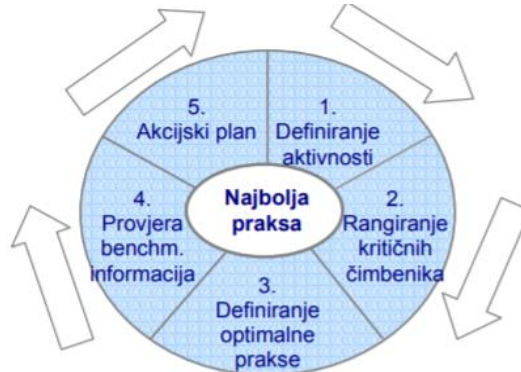 1.
Definiranje
aktivnosti
2.
Rangiranje
kritičnih
čimbenika
3.
Definiranje
optimalne
prakse
4.
Provjera
benchm.
informacija
5.
Akcijski plan
Najbolja
praksa